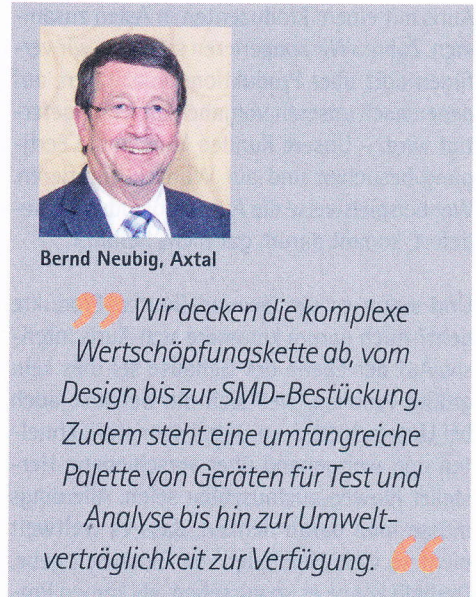 Bernd Neubig, Axtal
„ Wir decken die komplexe
Wertschöpfungskette ab, vom
Design bis zur SMD-Bestückung.
Zudem steht eine umfangreiche
Palette von Geräten für Test und
Analyse bis hin zur Umwelt-
verträglichkeit zur Verfügung. “